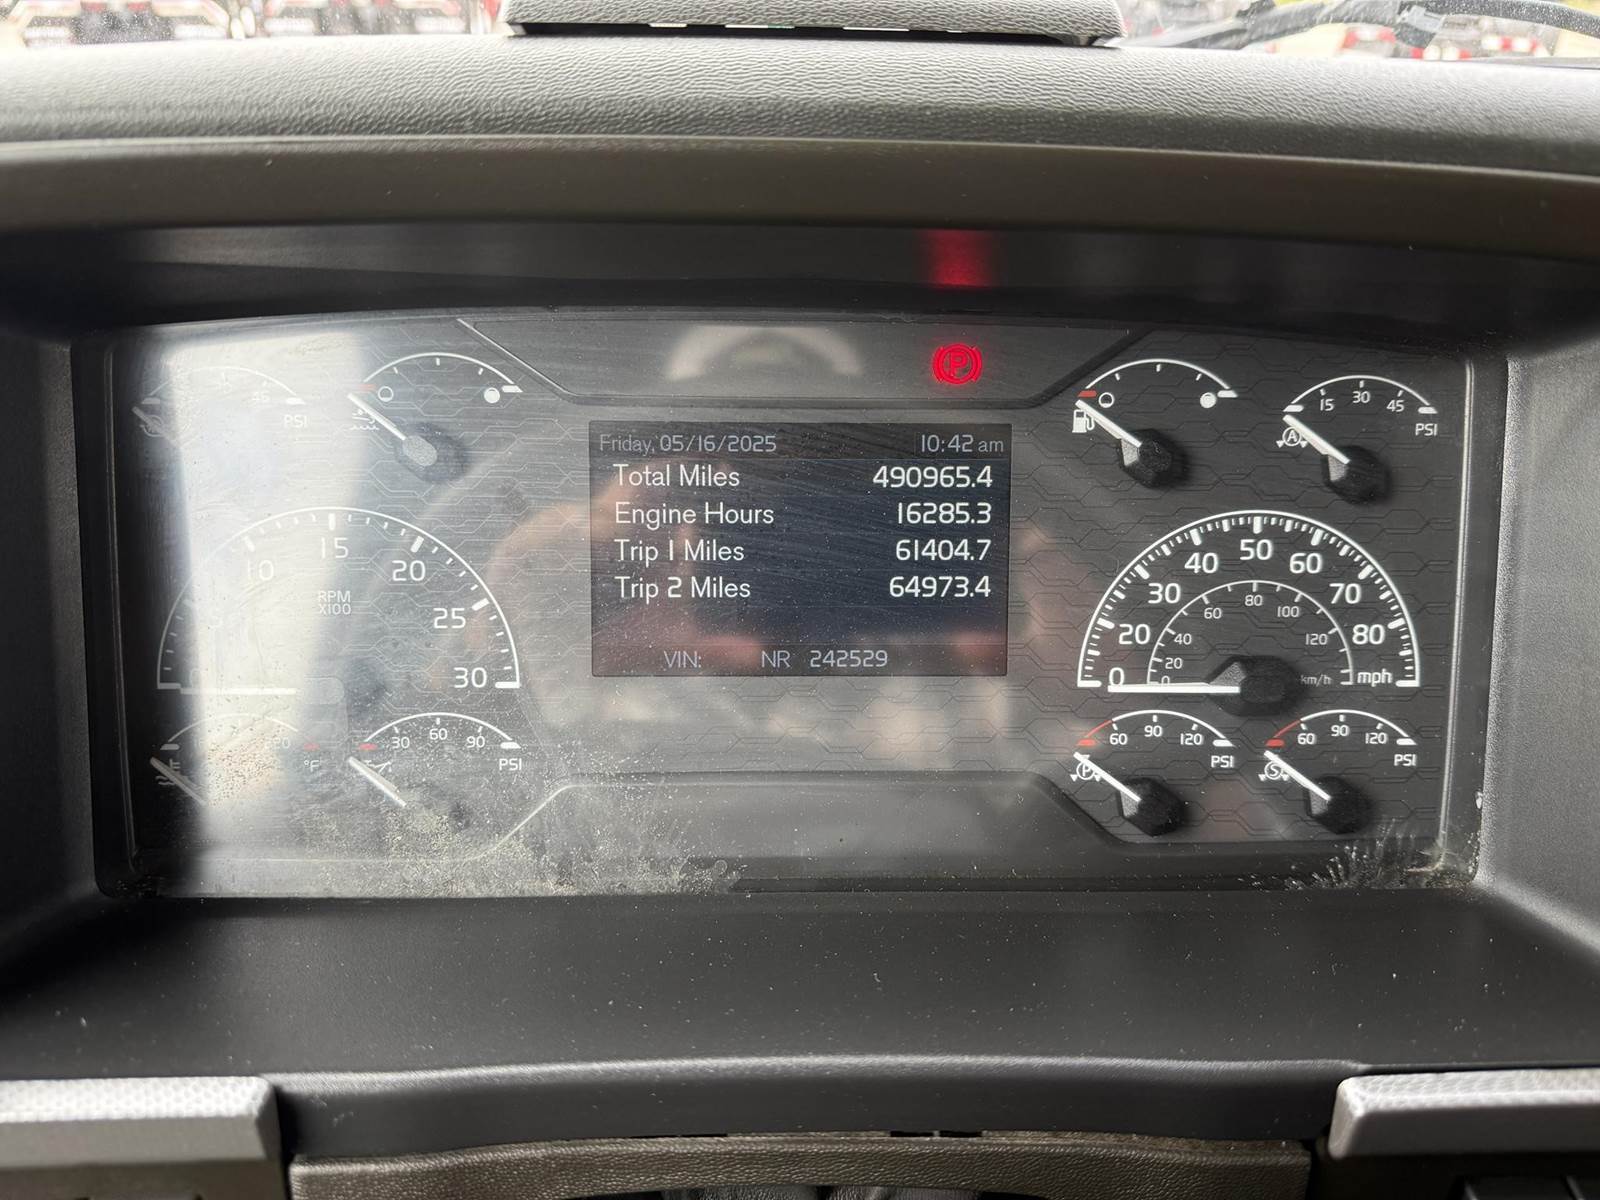 45
PSI
15 30 45
PSI
Friday, 05/16/2025 10:42 am
Total Miles 490965.4
Engine Hours 16285.3
Trip 1 Miles 61404.7
Trip 2 Miles 64973.4
VIN: NR 242529
5 10 15 20 25 30
RPM
X100
0 20 30 40 50 60 70 80
mph
0 20 40 60 80 100 120
km/h
220
°F
30 60 90
PSI
60 90 120
PSI
60 90 120
PSI
P
A
P
S